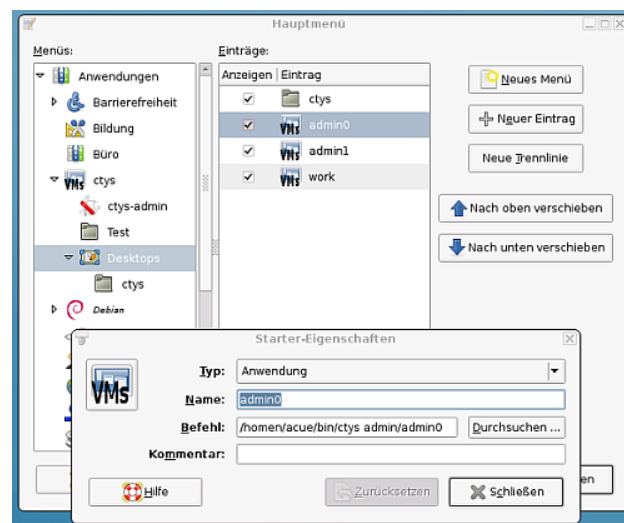 Hauptmenü
Menüs:
Einträge:
Anwendungen
Barrierefreiheit
Bildung
Büro
ctys
ctys-admin
Test
Desktops
ctys
Debian
Anzeigen Eintrag
ctys
admin0
admin1
work
Neues Menü
Neuer Eintrag
Neue Trennlinie
Nach oben verschieben
Nach unten verschieben
en
Starter-Eigenschaften
VMs
Typ: Anwendung
Name: admin0
Befehl: /homen/acue/bin/ctys admin/admin0 Durchsuchen ...
Kommentar:
Hilfe
Zurücksetzen
Schließen